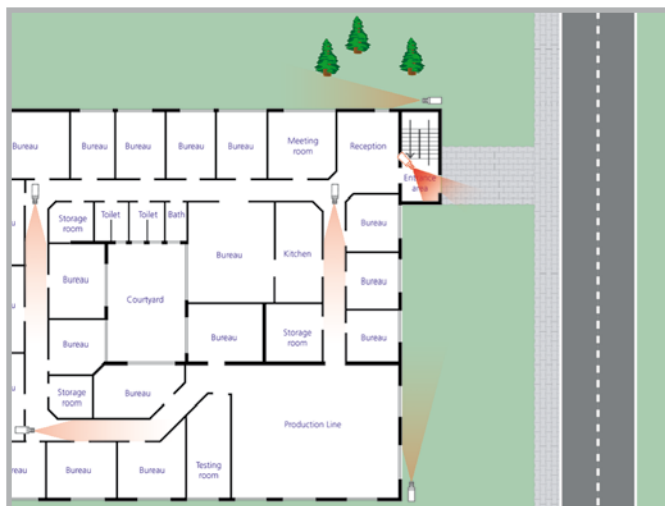 Bureau
Bureau
Bureau
Bureau
Bureau
Meeting
room
Reception
Entrance
area
Storage
room
Toilet
Toilet
Bath
Bureau
Bureau
Kitchen
Bureau
Bureau
Courtyard
Bureau
Bureau
Storage
room
Bureau
Storage
room
Bureau
Production Line
Bureau
Bureau
Bureau
Testing
room